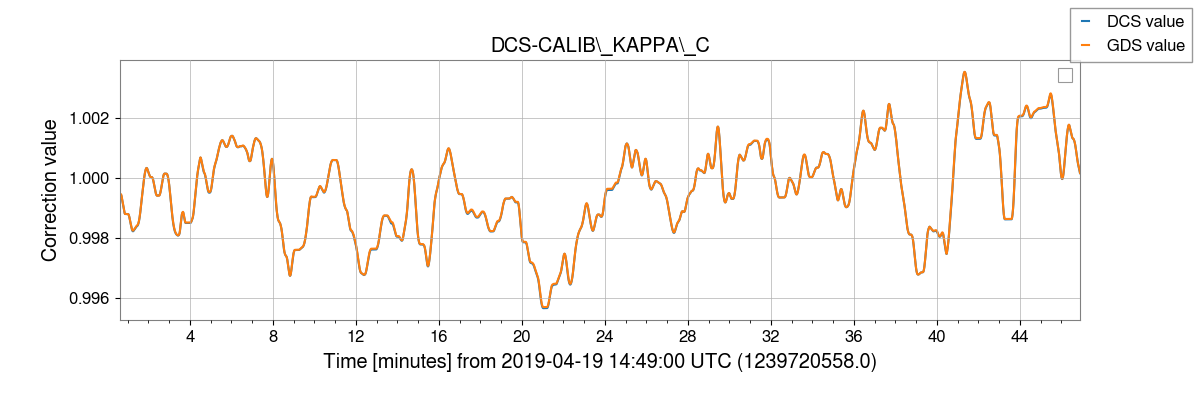 DCS value
GDS value
DCS-CALIB\_KAPPA\_C
Correction value
1.002
1.000
0.998
0.996
4 8 12 16 20 24 28 32 36 40 44
Time [minutes] from 2019-04-19 14:49:00 UTC (1239720558.0)